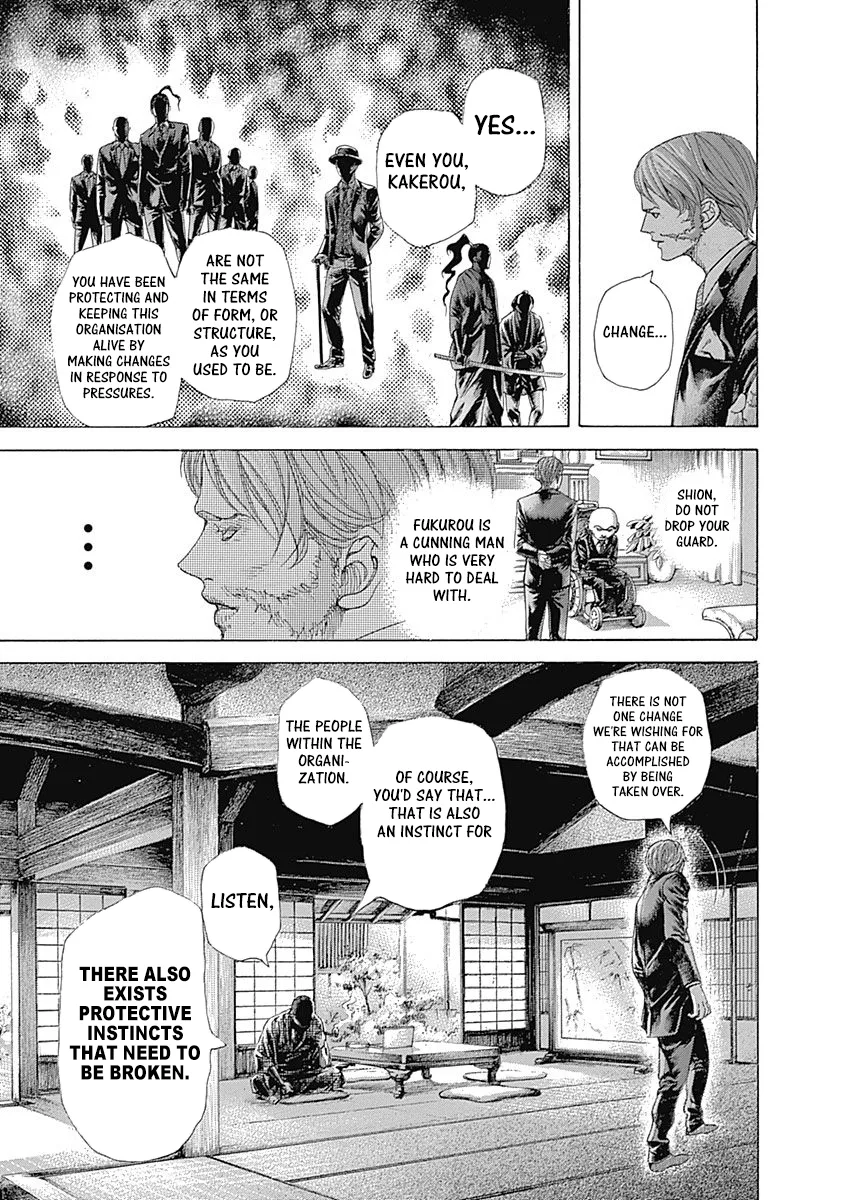 CHANGE...
YES...
EVEN YOU,
KAKEROU,
ARE NOT
THE SAME
IN TERMS
OF FORM, OR
STRUCTURE,
AS YOU
USED TO BE.
YOU HAVE BEEN
PROTECTING AND
KEEPING THIS
ORGANISATION
ALIVE BY
MAKING CHANGES
IN RESPONSE TO
PRESSURES.
SHION,
DO NOT
DROP YOUR
GUARD.
FUKUROU IS
A CUNNING MAN
WHO IS VERY
HARD TO DEAL
WITH.
...
THERE IS NOT
ONE CHANGE
WE'RE WISHING FOR
THAT CAN BE
ACCOMPLISHED
BY BEING
TAKEN OVER.
OF COURSE,
YOU'D SAY THAT...
THAT IS ALSO
AN INSTINCT FOR
THE PEOPLE
WITHIN THE
ORGANI-
ZATION.
LISTEN,
THERE ALSO
EXISTS
PROTECTIVE
INSTINCTS
THAT NEED TO
BE BROKEN.